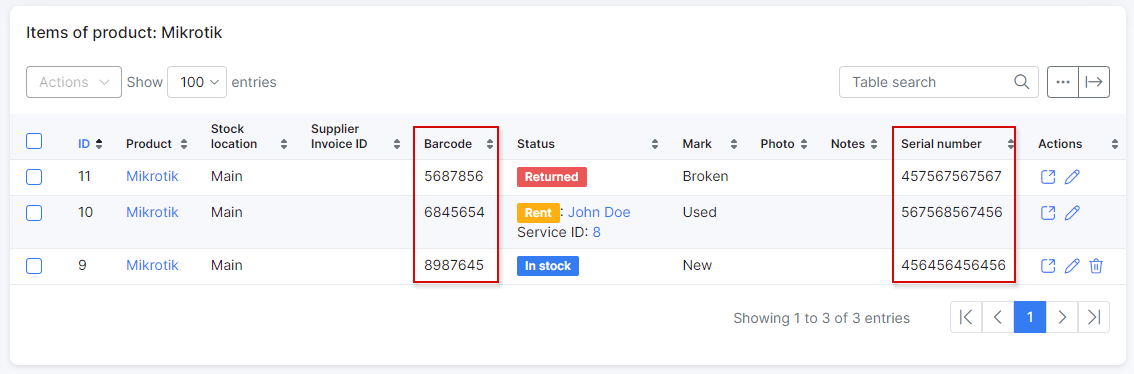 Items of product: Mikrotik
Actions Show 100 entries Table search
ID Product Stock location Supplier Invoice ID Barcode Status Mark Photo Notes Serial number Actions
11 Mikrotik Main 5687856 Returned Broken 457567567567
10 Mikrotik Main 6845654 Rent : John Doe Used 567568567456
Service ID: 8
9 Mikrotik Main 8987645 In stock New 456456456456
Showing 1 to 3 of 3 entries 1